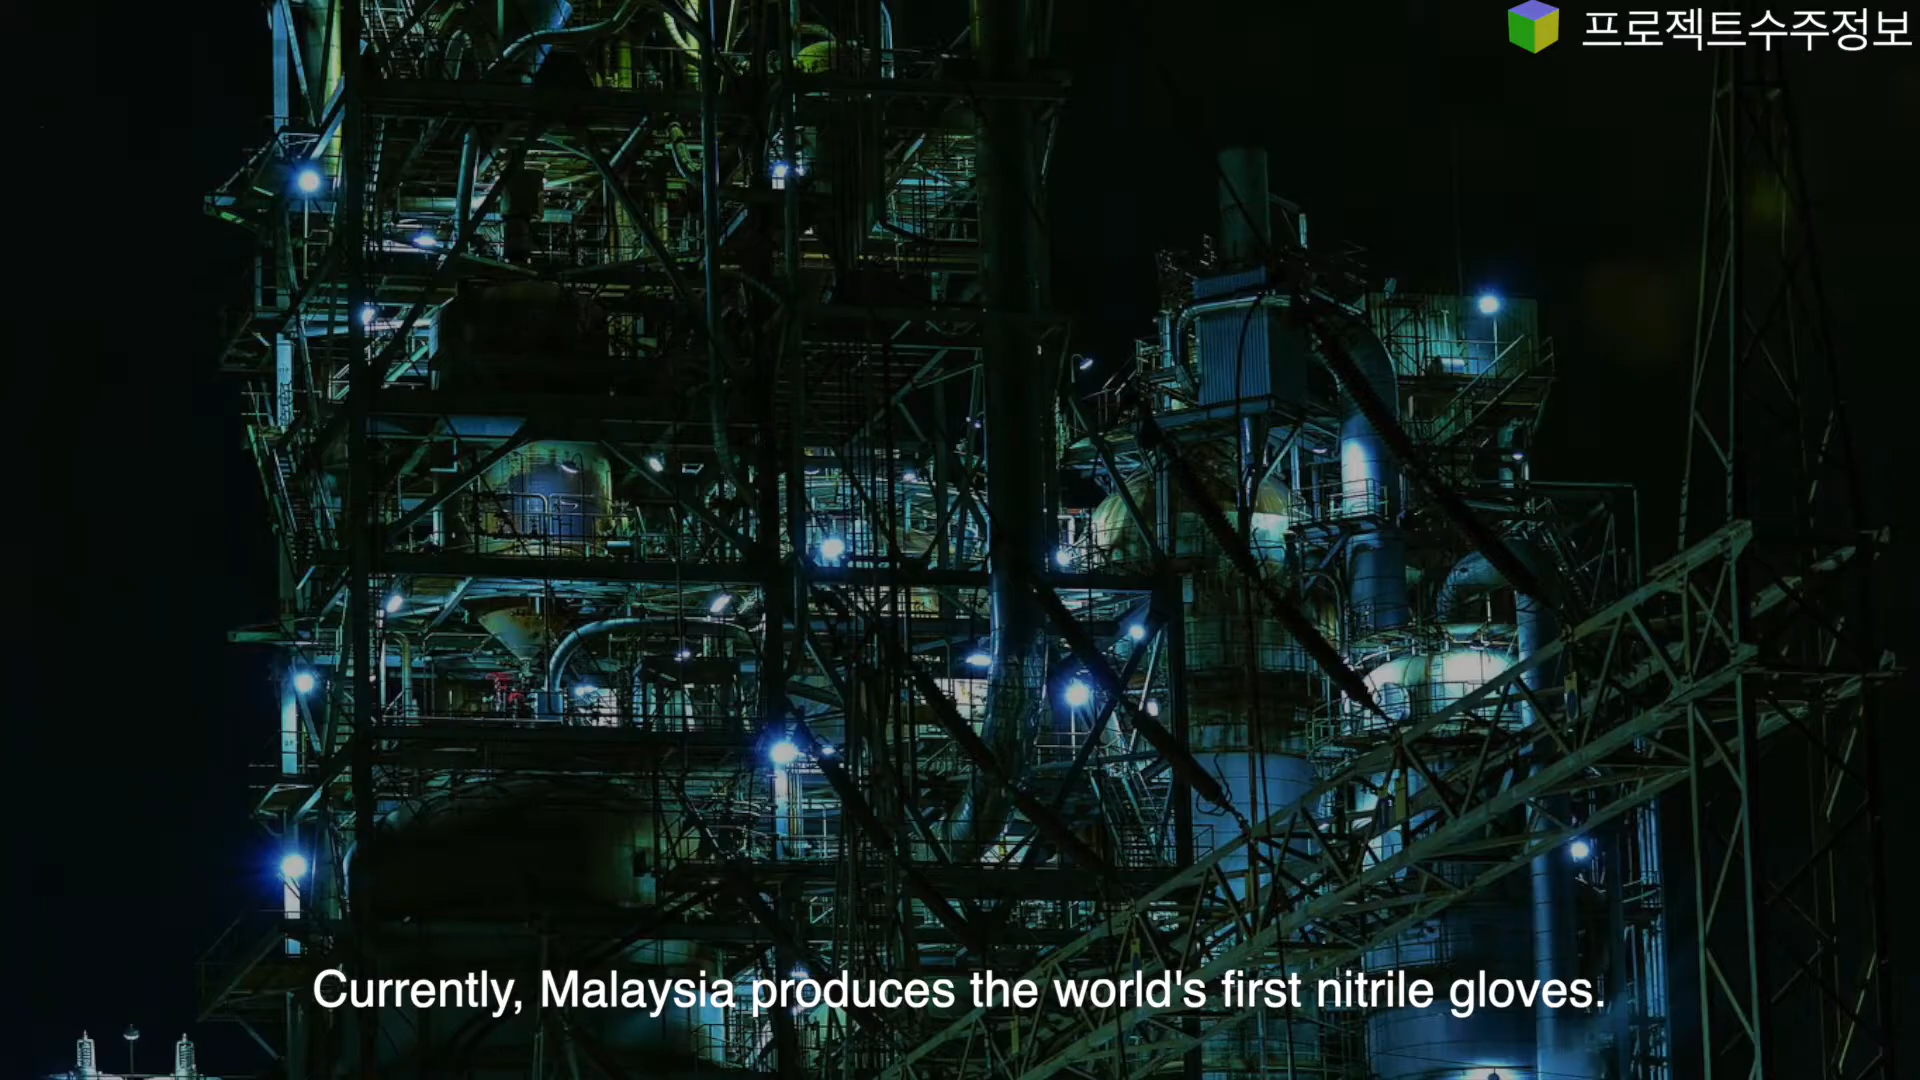 프로젝트수주정보
Currently, Malaysia produces the world's first nitrile gloves.